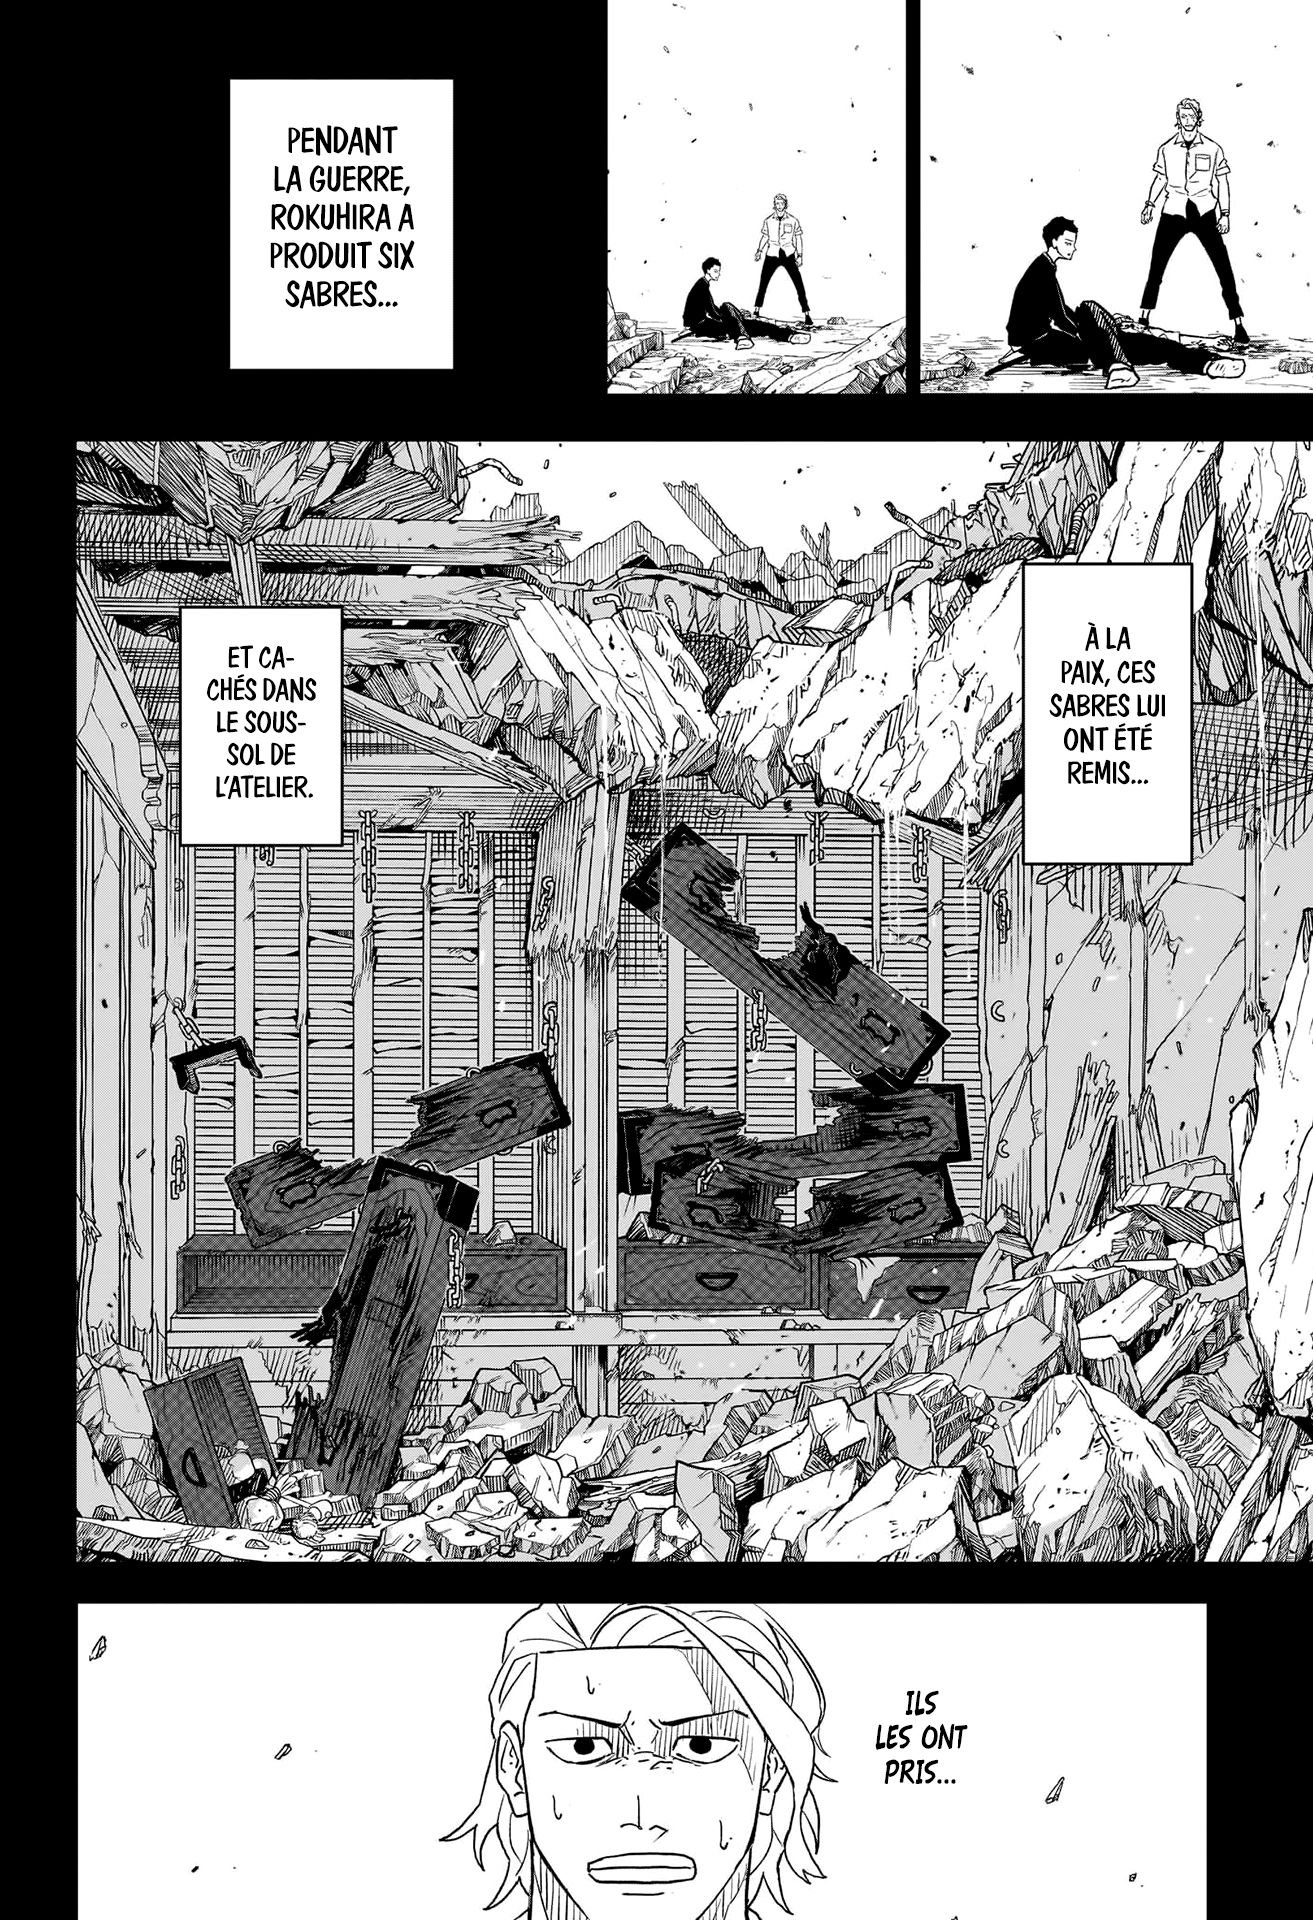 PENDANT
LA GUERRE,
ROKUHIRA A
PRODUIT SIX
SABRES...
À LA
PAIX, CES
SABRES LUI
ONT ÉTÉ
REMIS...
ET CA-
CHÉS DANS
LE SOUS-
SOL DE
L'ATELIER.
ILS
LES ONT
PRIS...